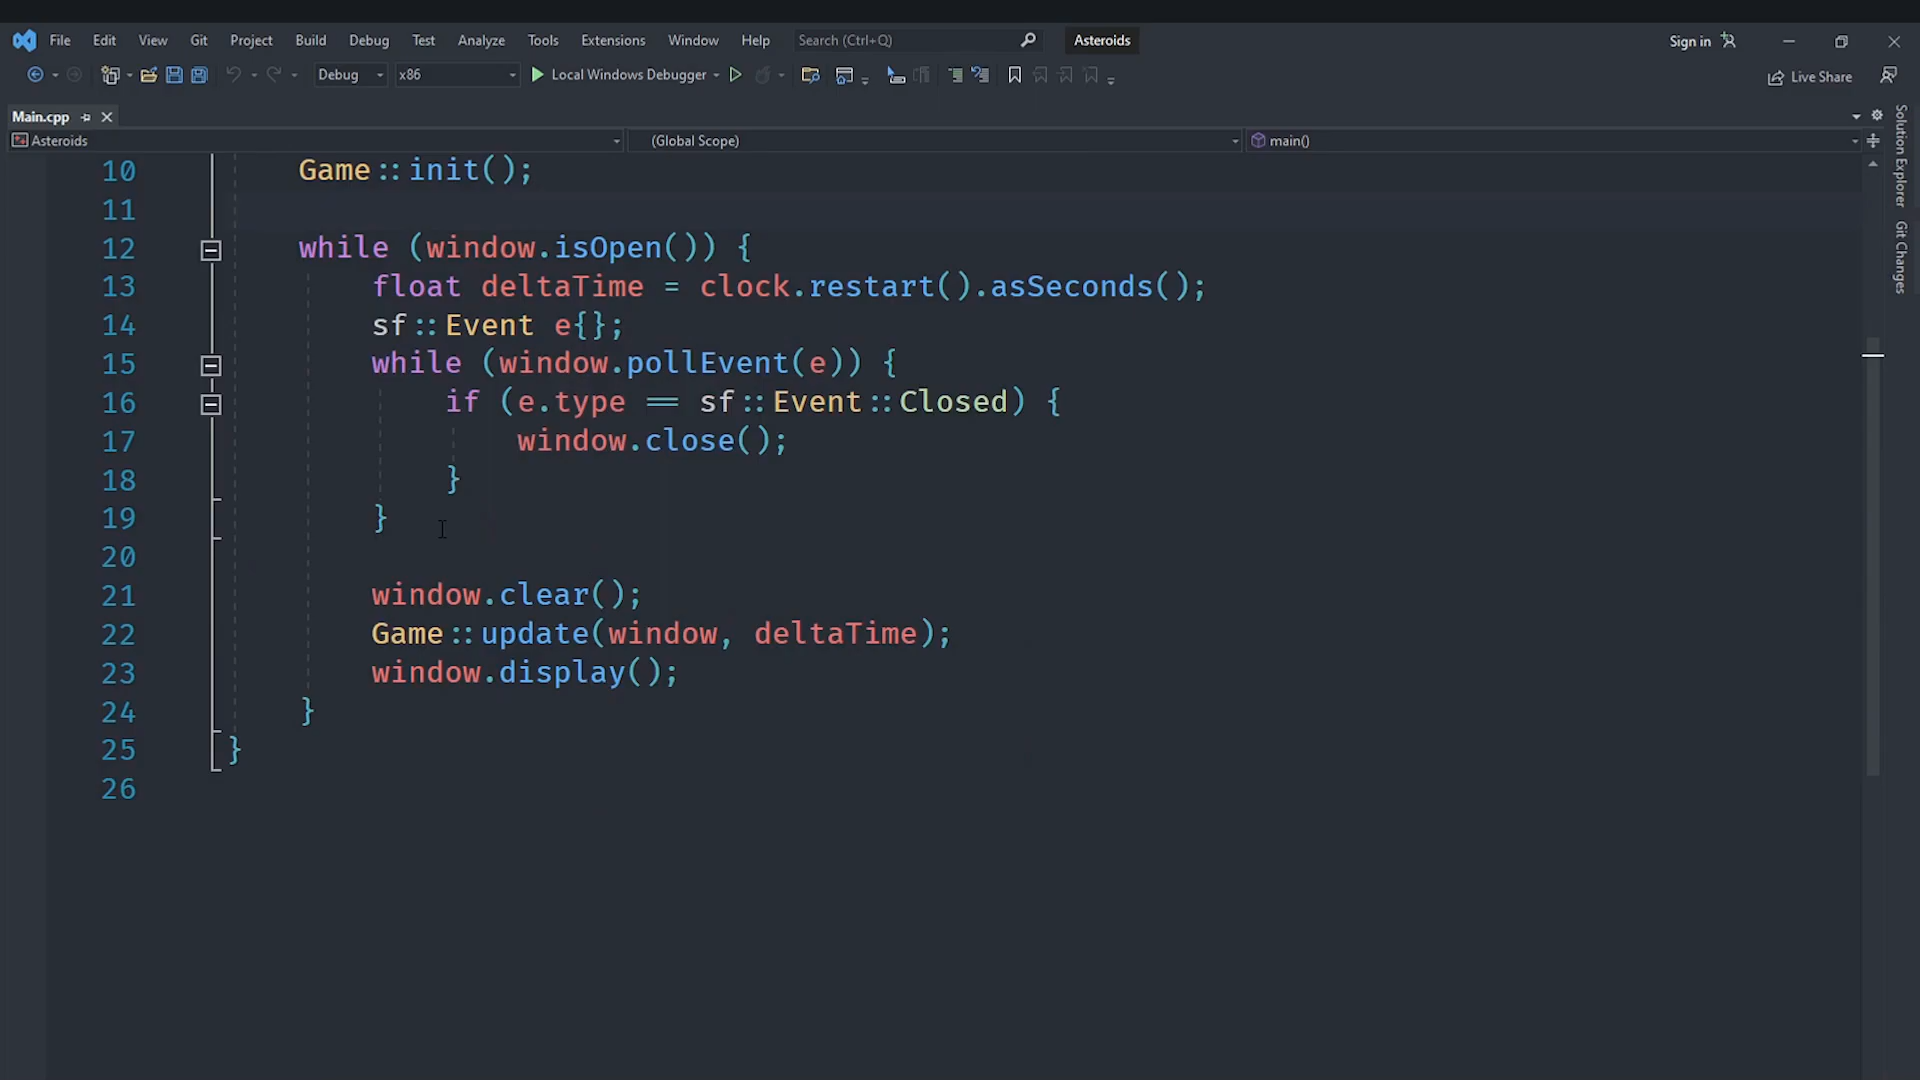 File Edit View Git Project Build Debug Test Analyze Tools Extensions Window Help Search (Ctrl+Q) Asteroids Sign in
Debug x86 Local Windows Debugger Live Share
Main.cpp
Asteroids (Global Scope) main()
10 Game::init();
11
12 while (window.isOpen()) {
13 float deltaTime = clock.restart().asSeconds();
14 sf::Event e{};
15 while (window.pollEvent(e)) {
16 if (e.type == sf::Event::Closed) {
17 window.close();
18 }
19 }
20
21 window.clear();
22 Game::update(window, deltaTime);
23 window.display();
24 }
25 }
26
Solution Explorer
Git Changes